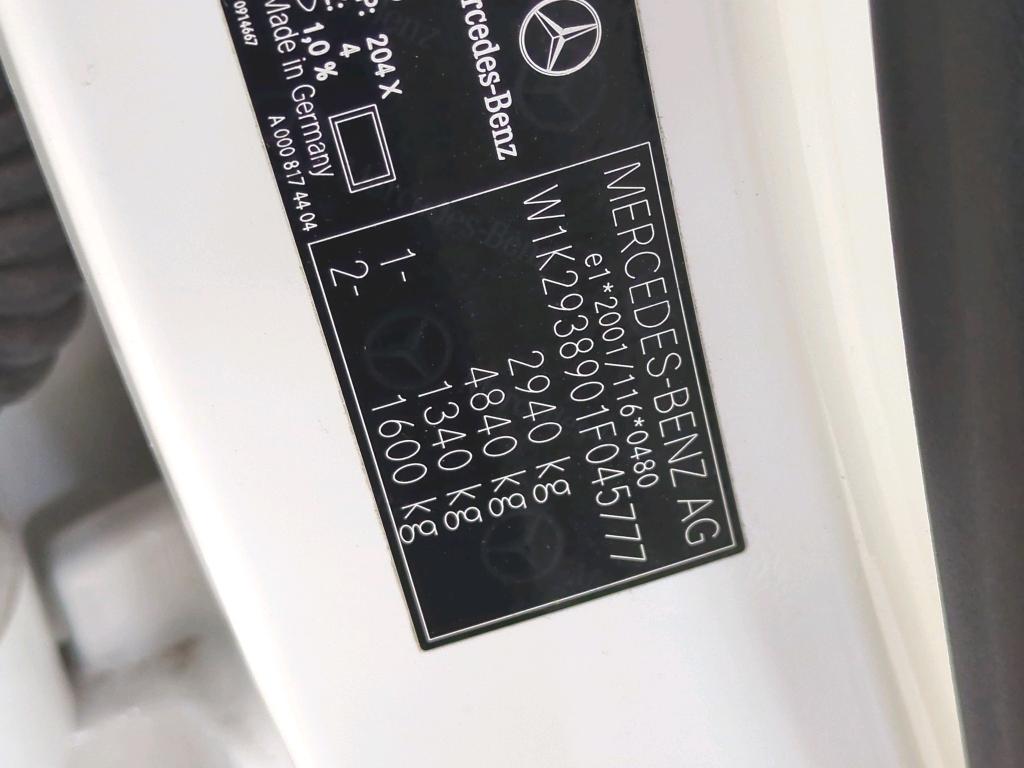 Mercedes-Benz
MERCEDES-BENZ AG
e1*2001/116*0480
W1K2938901F045777
2940 kg
4840 kg
1- 1340 kg
2- 1600 kg
204 X
4
1,0 %
Made in Germany
0914667
A 000 817 44 04